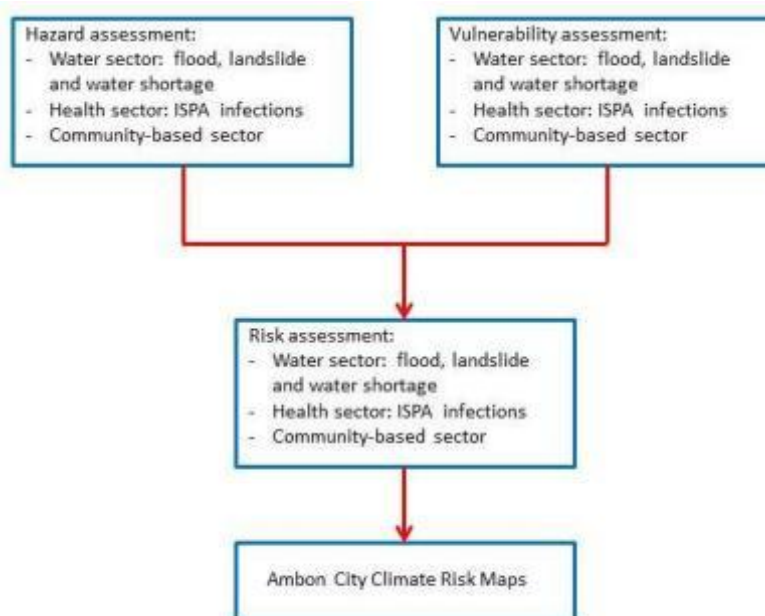 Hazard assessment:
- Water sector: flood, landslide
and water shortage
- Health sector: ISPA infections
- Community-based sector
Vulnerability assessment:
- Water sector: flood, landslide
and water shortage
- Health sector: ISPA infections
- Community-based sector
Risk assessment:
- Water sector: flood, landslide
and water shortage
- Health sector: ISPA infections
- Community-based sector
Ambon City Climate Risk Maps